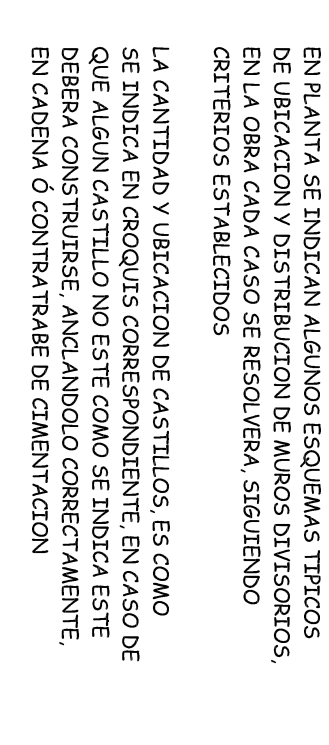 EN PLANTA SE INDICAN ALGUNOS ESQUEMAS TIPICOS
DE UBICACION Y DISTRIBUCION DE MUROS DIVISORIOS,
EN LA OBRA CADA CASO SE RESOLVERA, SIGUIENDO
CRITERIOS ESTABLECIDOS
LA CANTIDAD Y UBICACION DE CASTILLOS, ES COMO
SE INDICA EN CROQUIS CORRESPONDIENTE, EN CASO DE
QUE ALGUN CASTILLO NO ESTE COMO SE INDICA ESTE
DEBERA CONSTRUIRSE, ANCLANDOLO CORRECTAMENTE,
EN CADENA Ó CONTRATRABE DE CIMENTACION